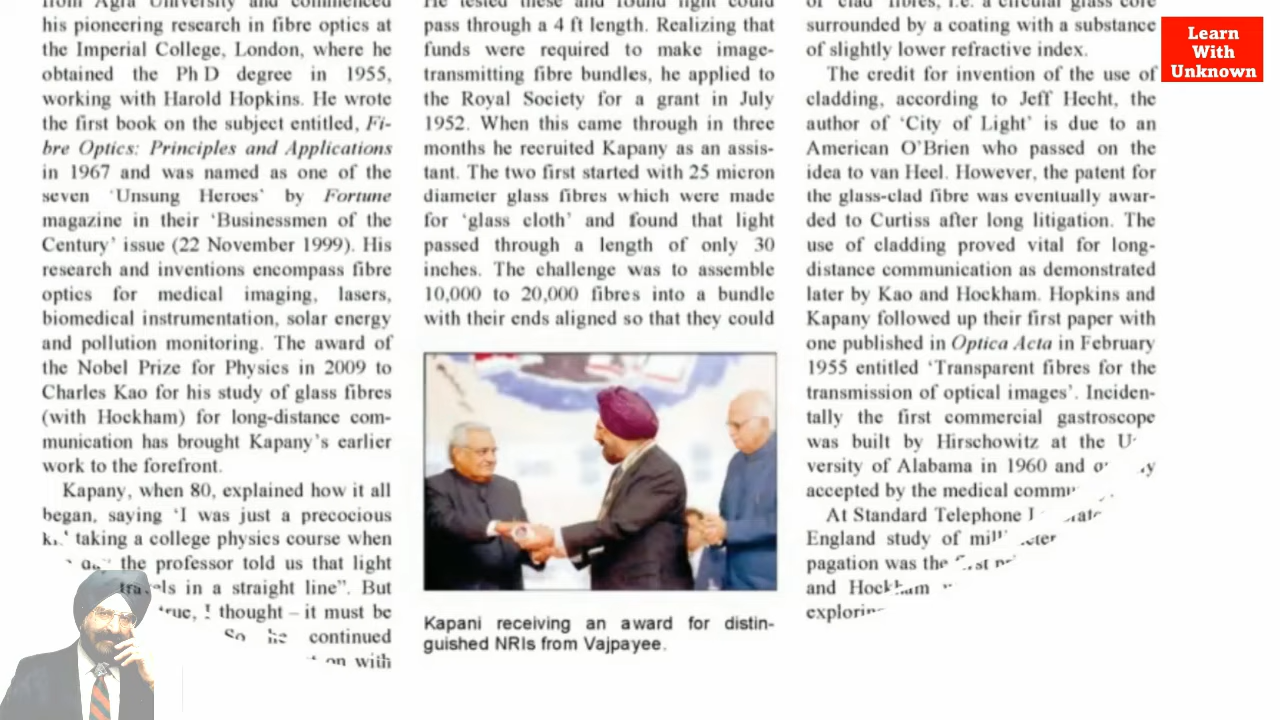 from Agra University and commenced
his pioneering research in fibre optics at
the Imperial College, London, where he
obtained the Ph D degree in 1955,
working with Harold Hopkins. He wrote
the first book on the subject entitled, Fi-
bre Optics: Principles and Applications
in 1967 and was named as one of the
seven ‘Unsung Heroes’ by Fortune
magazine in their ‘Businessmen of the
Century’ issue (22 November 1999). His
research and inventions encompass fibre
optics for medical imaging, lasers,
biomedical instrumentation, solar energy
and pollution monitoring. The award of
the Nobel Prize for Physics in 2009 to
Charles Kao for his study of glass fibres
(with Hockham) for long-distance com-
munication has brought Kapany’s earlier
work to the forefront.
Kapany, when 80, explained how it all
began, saying ‘I was just a precocious
taking a college physics course when
the professor told us that light
in a straight line”. But
I thought – it must be
So he continued
on with
He tested these and found light could
pass through a 4 ft length. Realizing that
funds were required to make image-
transmitting fibre bundles, he applied to
the Royal Society for a grant in July
1952. When this came through in three
months he recruited Kapany as an assis-
tant. The two first started with 25 micron
diameter glass fibres which were made
for ‘glass cloth’ and found that light
passed through a length of only 30
inches. The challenge was to assemble
10,000 to 20,000 fibres into a bundle
with their ends aligned so that they could
Kapani receiving an award for distin-
guished NRIs from Vajpayee.
of ‘clad’ fibres, i.e. a circular glass core
surrounded by a coating with a substance
of slightly lower refractive index.
The credit for invention of the use of
cladding, according to Jeff Hecht, the
author of ‘City of Light’ is due to an
American O’Brien who passed on the
idea to van Heel. However, the patent for
the glass-clad fibre was eventually awar-
ded to Curtiss after long litigation. The
use of cladding proved vital for long-
distance communication as demonstrated
later by Kao and Hockham. Hopkins and
Kapany followed up their first paper with
one published in Optica Acta in February
1955 entitled ‘Transparent fibres for the
transmission of optical images’. Inciden-
tally the first commercial gastroscope
was built by Hirschowitz at the
versity of Alabama in 1960 and
accepted by the medical
At Standard Telephone
England study of
pagation was the
and
Learn
With
Unknown